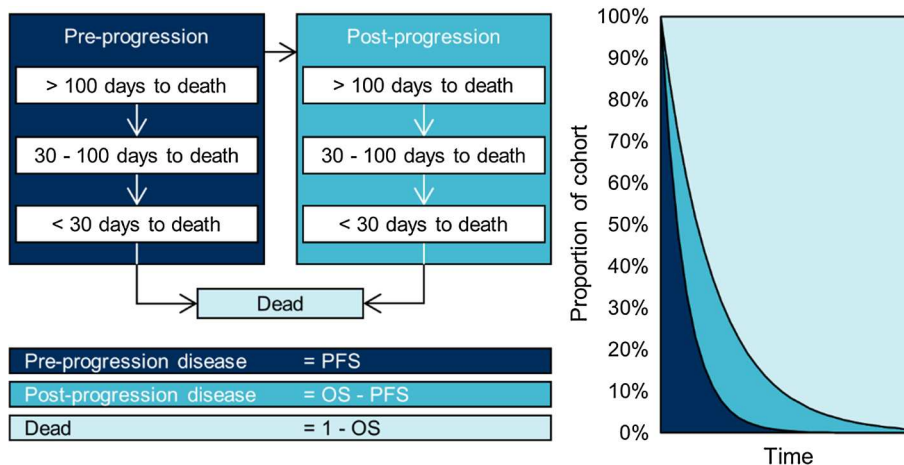 Pre-progression
> 100 days to death
30 - 100 days to death
< 30 days to death
Post-progression
> 100 days to death
30 - 100 days to death
< 30 days to death
Dead
Pre-progression disease = PFS
Post-progression disease = OS - PFS
Dead = 1 - OS
Proportion of cohort
100%
90%
80%
70%
60%
50%
40%
30%
20%
10%
0%
Time